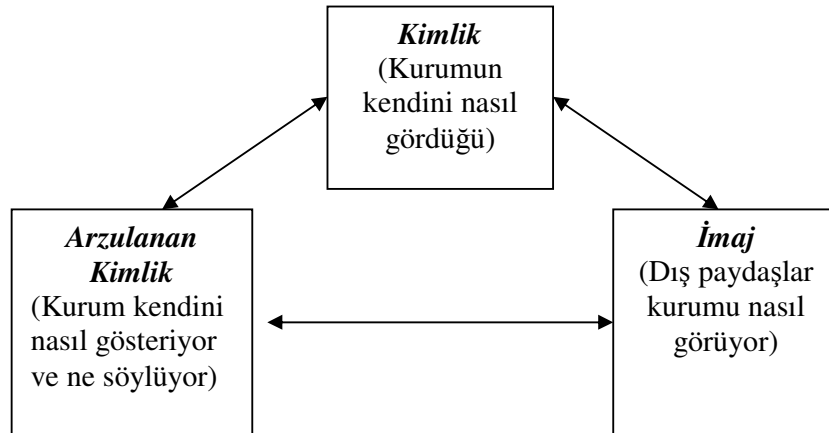 Kimlik
(Kurumun
kendini nasıl
gördüğü)
Arzulanan
Kimlik
(Kurum kendini
nasıl gösteriyor
ve ne söylüyor)
İmaj
(Dış paydaşlar
kurumu nasıl
görüyor)